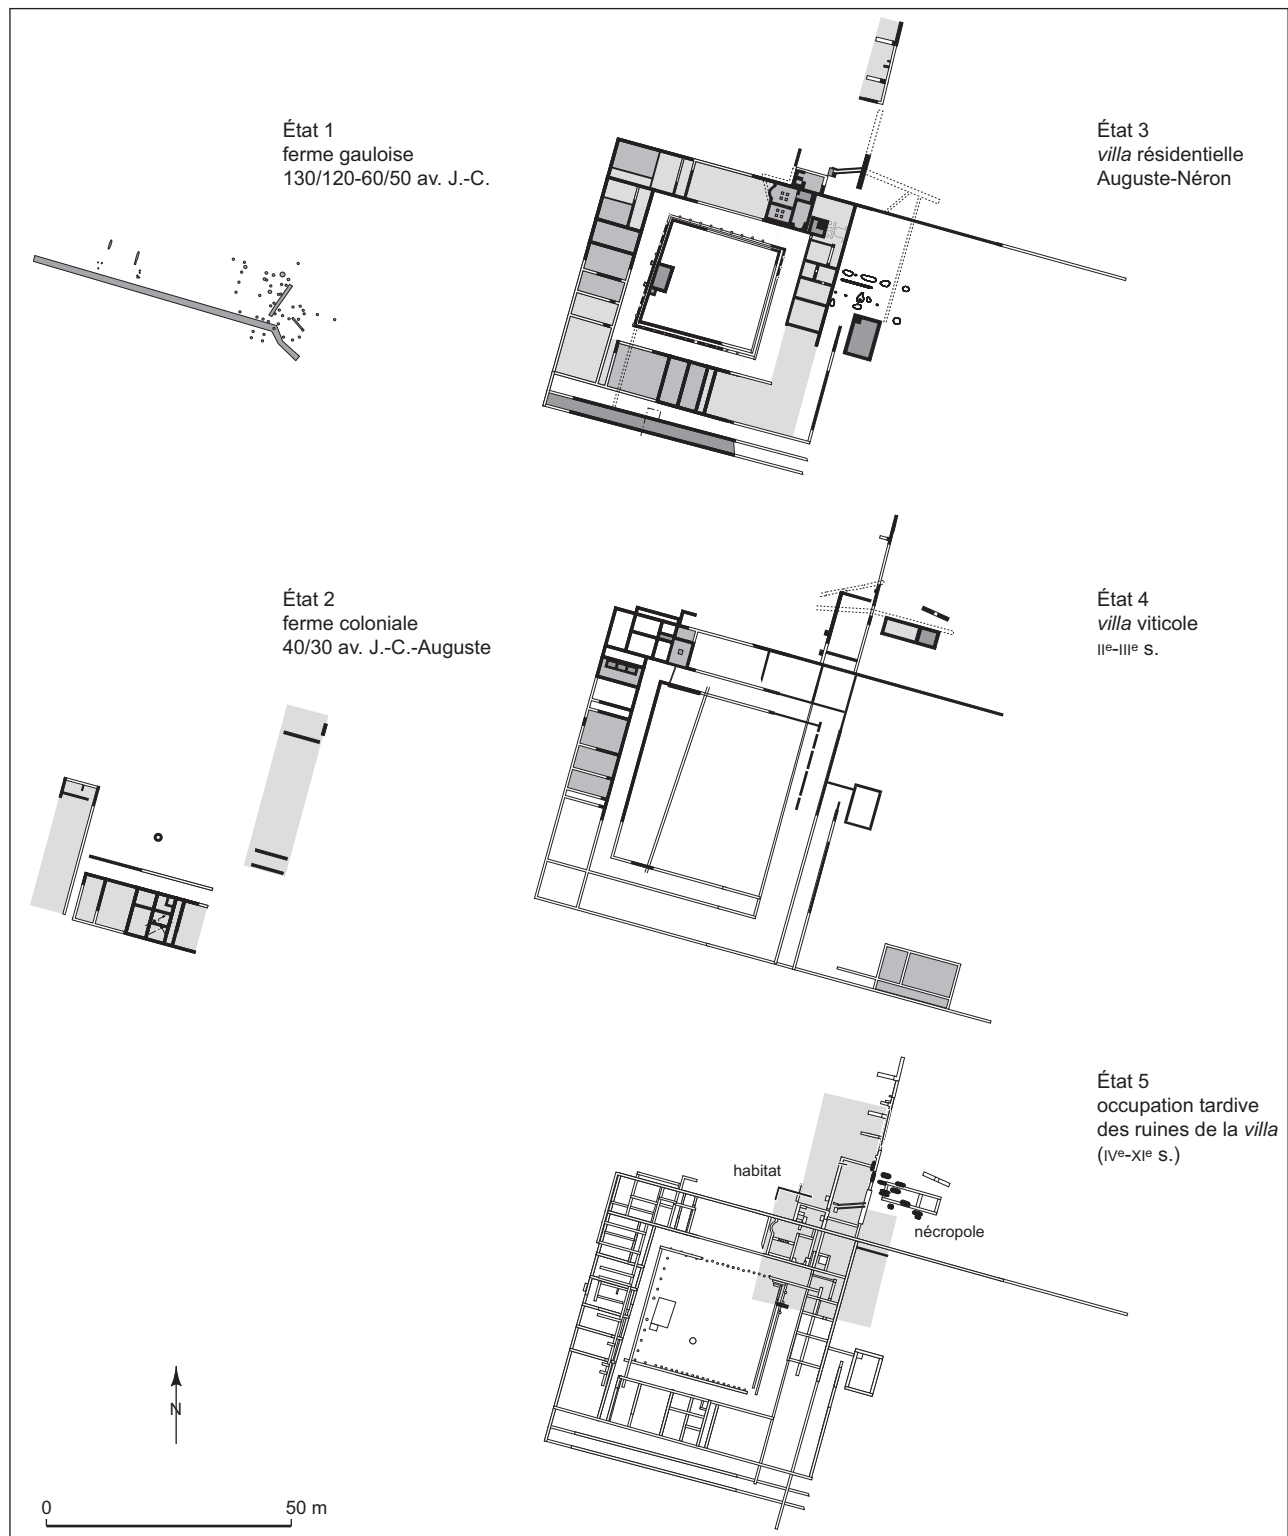 État 1
ferme gauloise
130/120-60/50 av. J.-C.
État 3
villa résidentielle
Auguste-Néron
État 2
ferme coloniale
40/30 av. J.-C.-Auguste
État 4
villa viticole
IIe-IIIe s.
État 5
occupation tardive
des ruines de la villa
(IVe-XIe s.)
habitat
nécropole
N
0 50 m